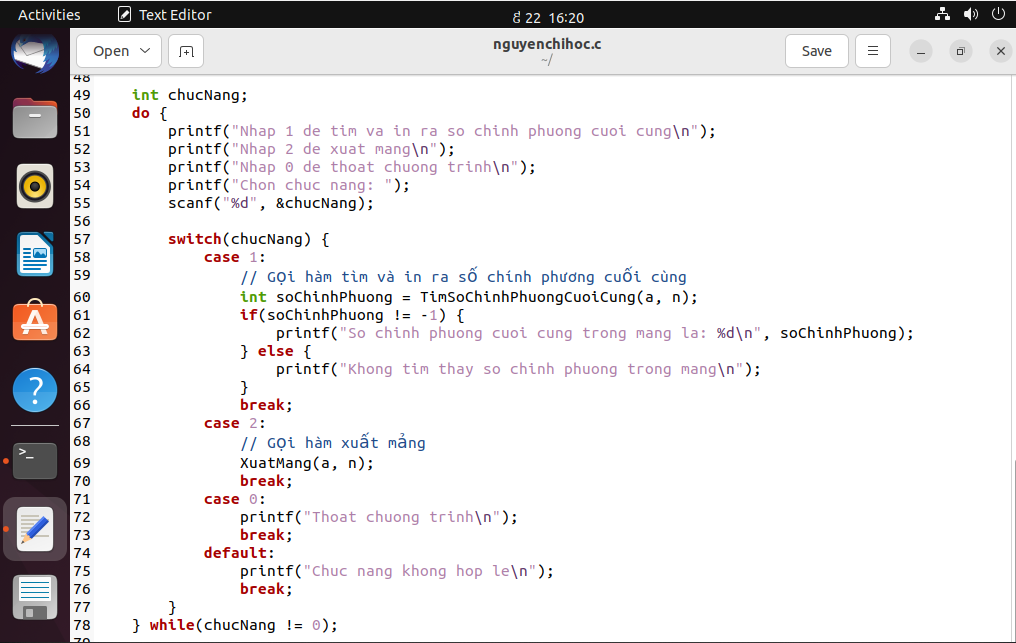 Activities Text Editor 22 16:20
Open nguyenchihoc.c Save
~/
48
49 int chucNang;
50 do {
51 printf("Nhap 1 de tim va in ra so chinh phuong cuoi cung\n");
52 printf("Nhap 2 de xuat mang\n");
53 printf("Nhap 0 de thoat chuong trinh\n");
54 printf("Chon chuc nang: ");
55 scanf("%d", &chucNang);
56
57 switch(chucNang) {
58 case 1:
59 // Gọi hàm tìm và in ra số chính phương cuối cùng
60 int soChinhPhuong = TimSoChinhPhuongCuoiCung(a, n);
61 if(soChinhPhuong != -1) {
62 printf("So chinh phuong cuoi cung trong mang la: %d\n", soChinhPhuong);
63 } else {
64 printf("Khong tim thay so chinh phuong trong mang\n");
65 }
66 break;
67 case 2:
68 // Gọi hàm xuất mảng
69 XuatMang(a, n);
70 break;
71 case 0:
72 printf("Thoat chuong trinh\n");
73 break;
74 default:
75 printf("Chuc nang khong hop le\n");
76 break;
77 }
78 } while(chucNang != 0);
79